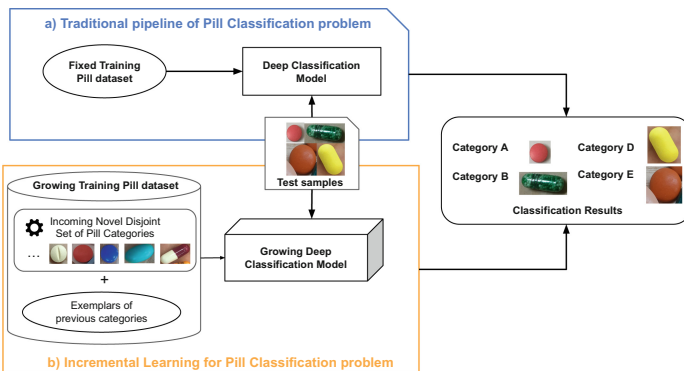 a) Traditional pipeline of Pill Classification problem
Fixed Training
Pill dataset
Deep Classification
Model
Test samples
Growing Training Pill dataset
Incoming Novel Disjoint
Set of Pill Categories
...
+
Exemplars of
previous categories
Growing Deep
Classification Model
b) Incremental Learning for Pill Classification problem
Category A
Category D
Category B
Category E
Classification Results